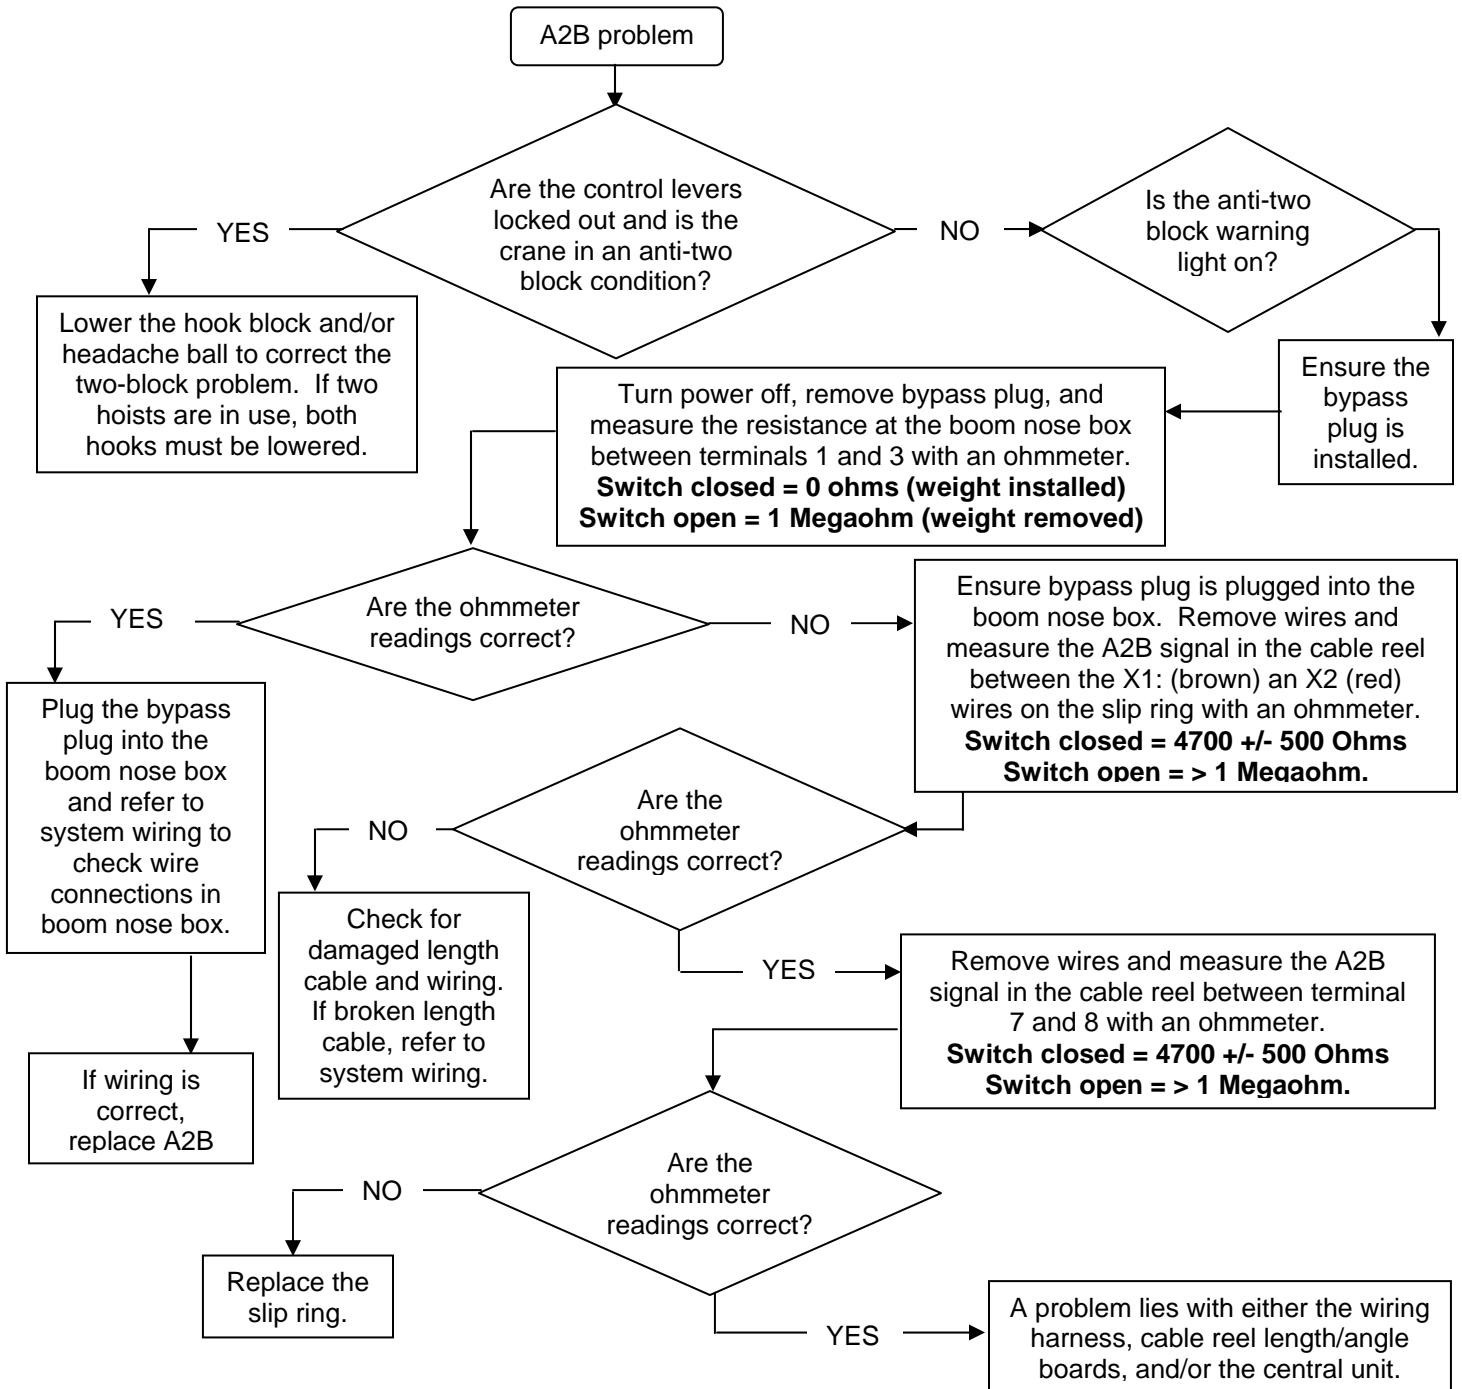 A2B problem
Are the control levers
locked out and is the
crane in an anti-two
block condition?
YES
NO
Is the anti-two
block warning
light on?
Lower the hook block and/or
headache ball to correct the
two-block problem. If two
hoists are in use, both
hooks must be lowered.
Ensure the
bypass
plug is
installed.
Turn power off, remove bypass plug, and
measure the resistance at the boom nose box
between terminals 1 and 3 with an ohmmeter.
Switch closed = 0 ohms (weight installed)
Switch open = 1 Megaohm (weight removed)
Are the ohmmeter
readings correct?
YES
NO
Ensure bypass plug is plugged into the
boom nose box. Remove wires and
measure the A2B signal in the cable reel
between the X1: (brown) an X2 (red)
wires on the slip ring with an ohmmeter.
Switch closed = 4700 +/- 500 Ohms
Switch open = > 1 Megaohm.
Plug the bypass
plug into the
boom nose box
and refer to
system wiring to
check wire
connections in
boom nose box.
If wiring is
correct,
replace A2B
Are the
ohmmeter
readings correct?
NO
YES
Check for
damaged length
cable and wiring.
If broken length
cable, refer to
system wiring.
Remove wires and measure the A2B
signal in the cable reel between terminal
7 and 8 with an ohmmeter.
Switch closed = 4700 +/- 500 Ohms
Switch open = > 1 Megaohm.
Are the
ohmmeter
readings correct?
NO
YES
Replace the
slip ring.
A problem lies with either the wiring
harness, cable reel length/angle
boards, and/or the central unit.